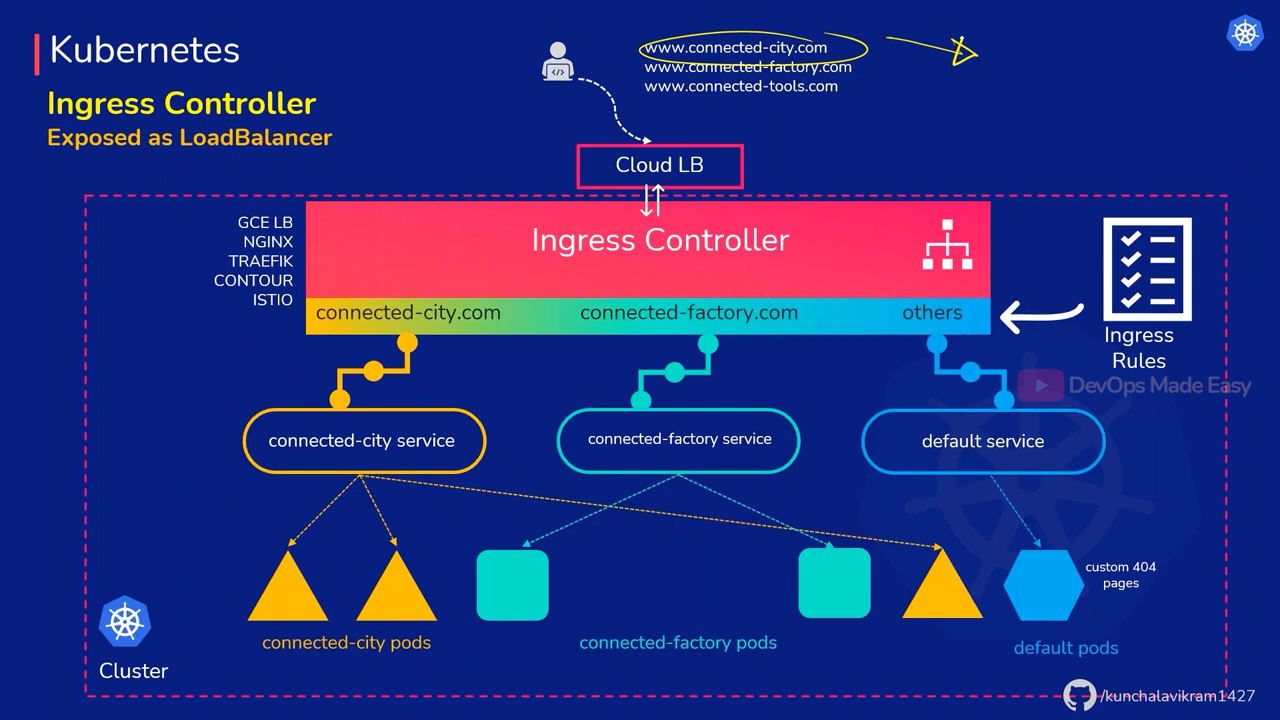 Kubernetes
Ingress Controller
Exposed as LoadBalancer
www.connected-city.com
www.connected-factory.com
www.connected-tools.com
Cloud LB
GCE LB
NGINX
TRAEFIK
CONTOUR
ISTIO
Ingress Controller
connected-city.com
connected-factory.com
others
Ingress
Rules
DevOps Made Easy
connected-city service
connected-factory service
default service
custom 404
pages
connected-city pods
connected-factory pods
default pods
Cluster
/kunchalavikram1427